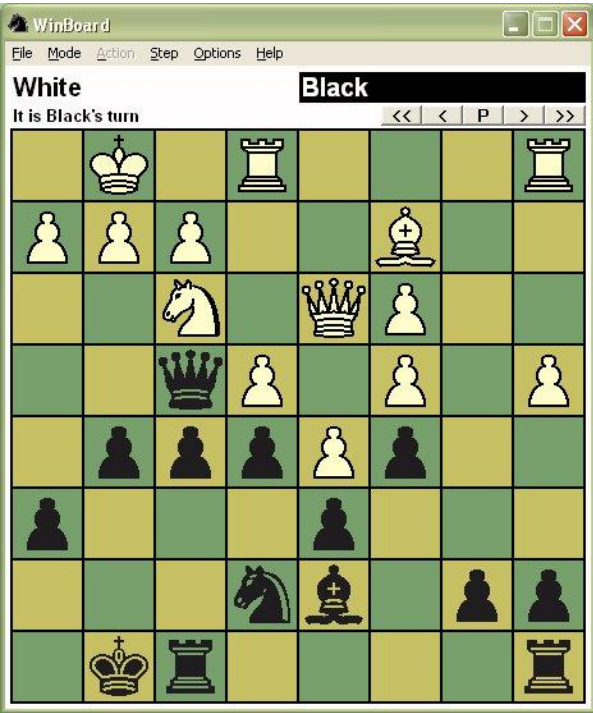 WinBoard
File Mode Action Step Options Help
White Black
It is Black's turn << < P > >>